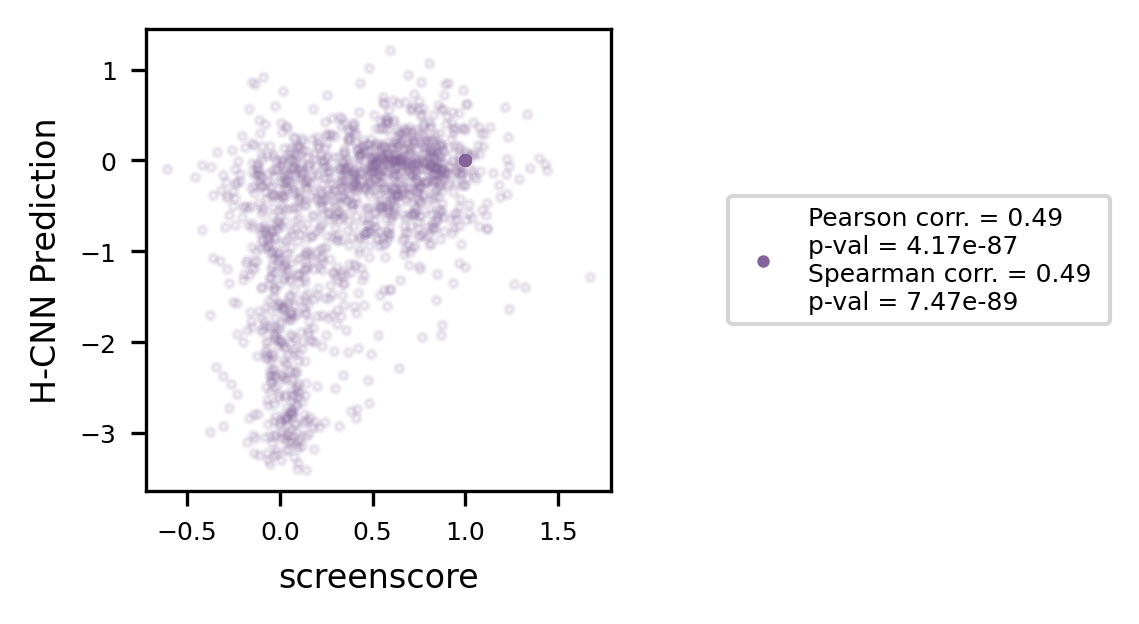 1
0
−1
−2
−3
H-CNN Prediction
−0.5 0.0 0.5 1.0 1.5
screenscore
Pearson corr. = 0.49
p-val = 4.17e-87
Spearman corr. = 0.49
p-val = 7.47e-89